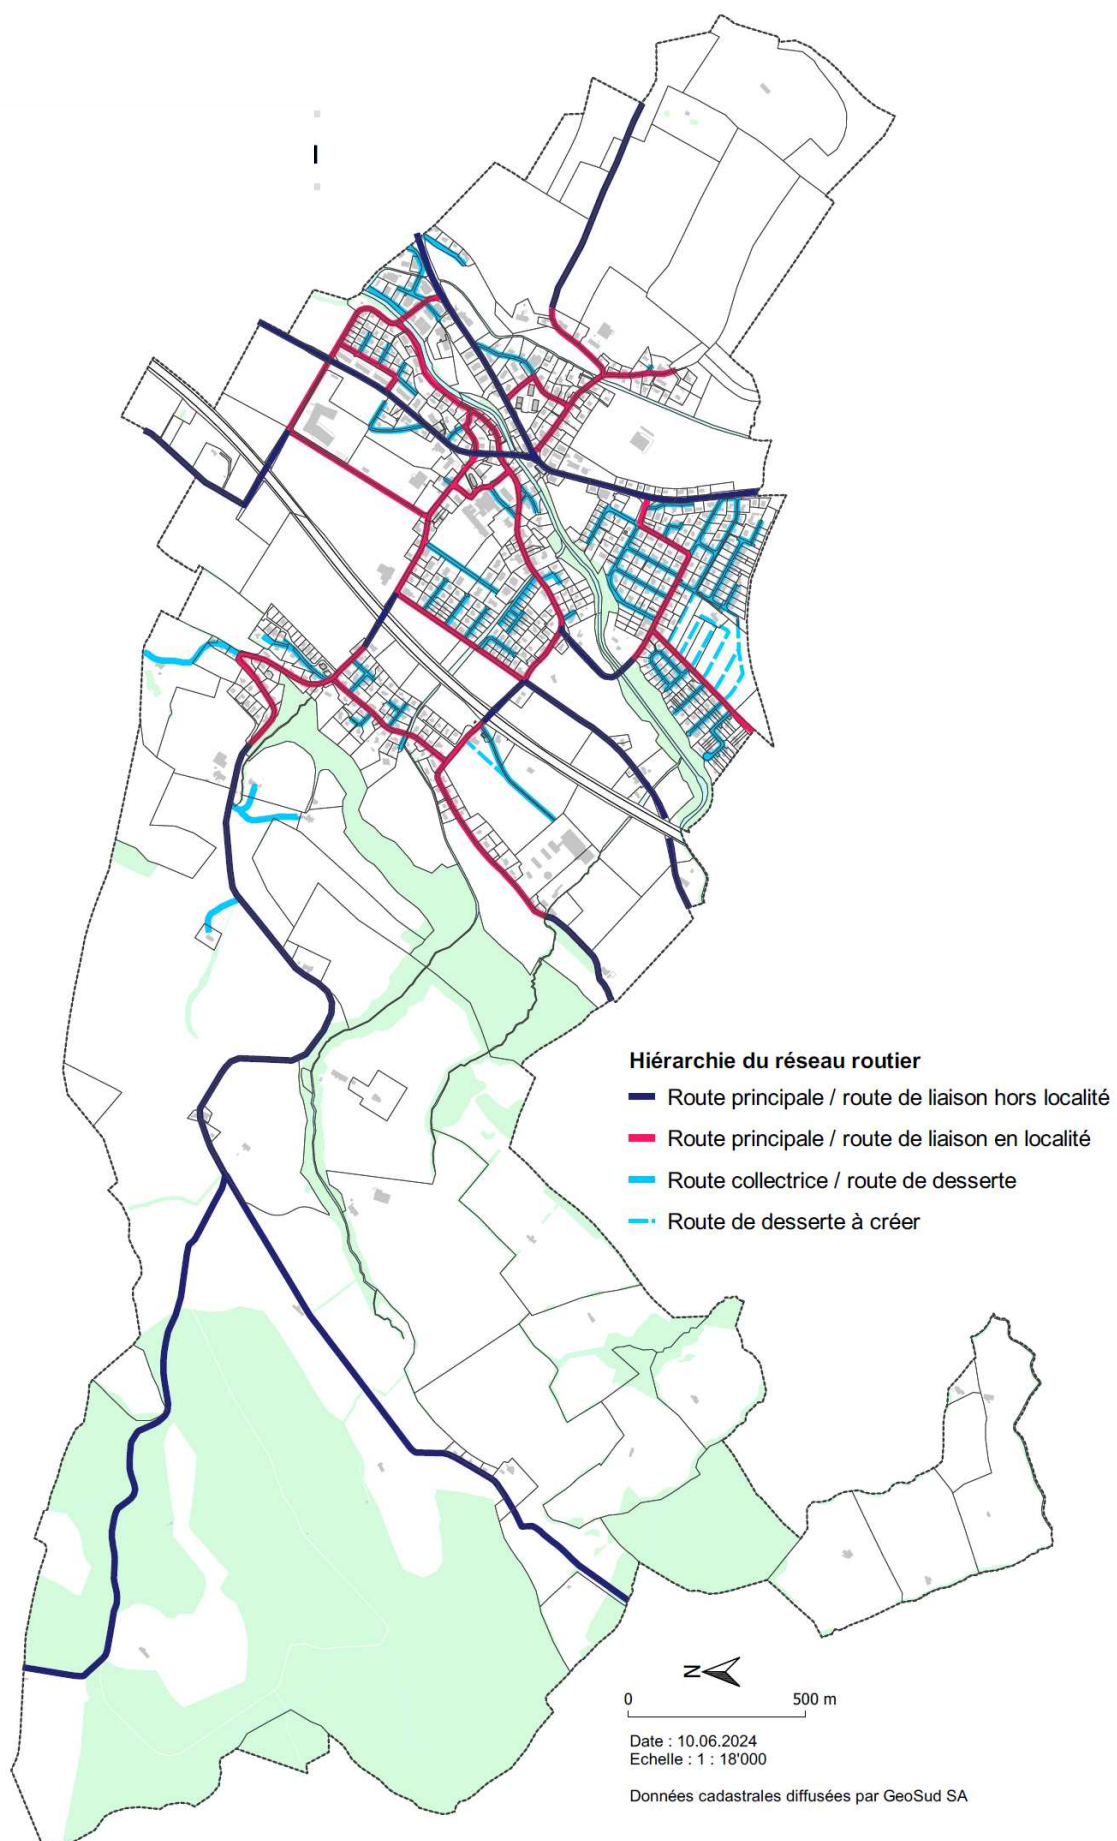 Hiérarchie du réseau routier
Route principale / route de liaison hors localité
Route principale / route de liaison en localité
Route collectrice / route de desserte
Route de desserte à créer
N
0 500 m
Date : 10.06.2024
Echelle : 1 : 18'000
Données cadastrales diffusées par GeoSud SA